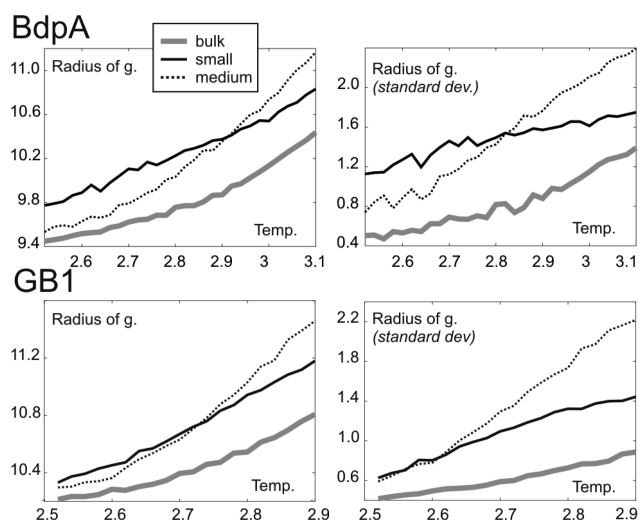 BdpA
bulk
small
medium
Radius of g.
11.0
10.6
10.2
9.8
9.4
Temp.
2.6 2.7 2.8 2.9 3 3.1
Radius of g.
(standard dev.)
2.0
1.6
1.2
0.8
0.4
Temp.
2.6 2.7 2.8 2.9 3 3.1
GB1
Radius of g.
11.2
10.8
10.4
Temp.
2.5 2.6 2.7 2.8 2.9
Radius of g.
(standard dev)
2.2
1.8
1.4
1.0
0.6
Temp.
2.5 2.6 2.7 2.8 2.9